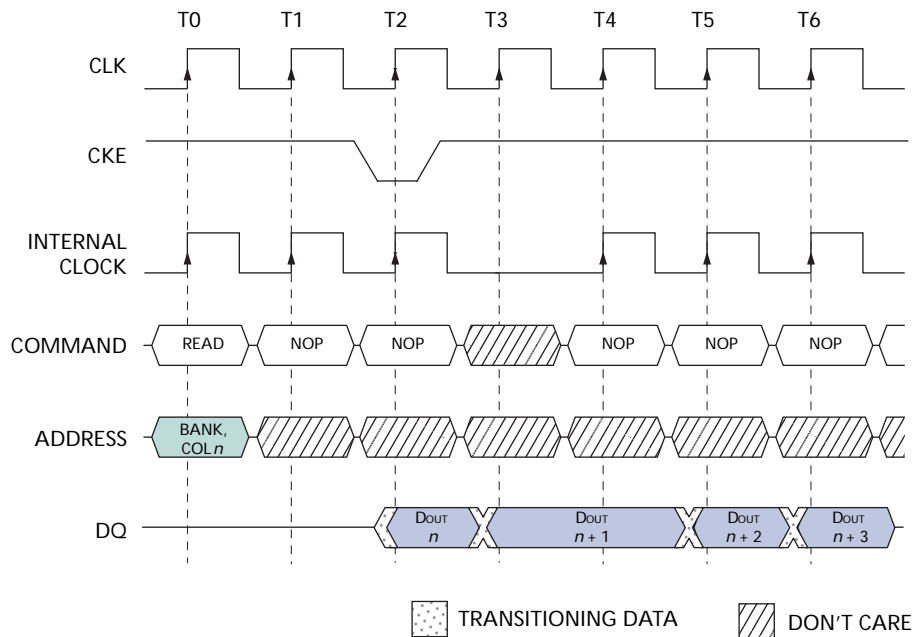 T0 T1 T2 T3 T4 T5 T6
CLK
CKE
INTERNAL
CLOCK
COMMAND READ NOP NOP NOP NOP NOP
ADDRESS BANK,
COL n
DQ DOUT DOUT DOUT DOUT
n n + 1 n + 2 n + 3
TRANSITIONING DATA DON'T CARE